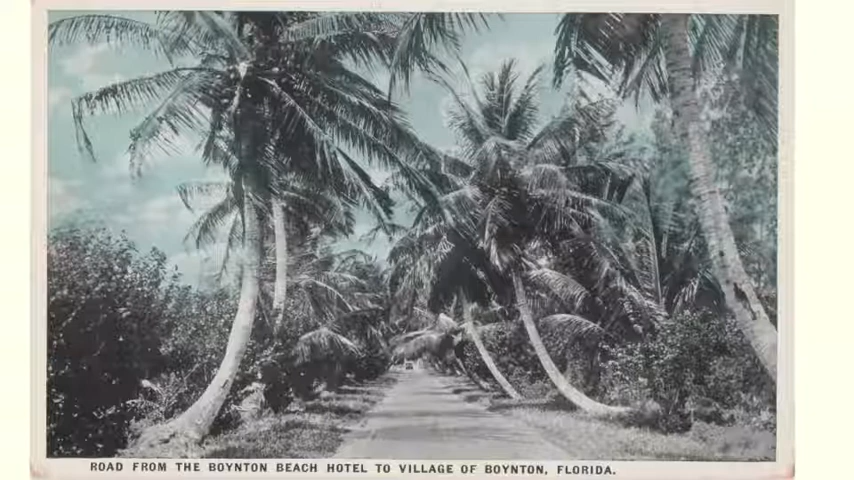 ROAD FROM THE BOYNTON BEACH HOTEL TO VILLAGE OF BOYNTON, FLORIDA.